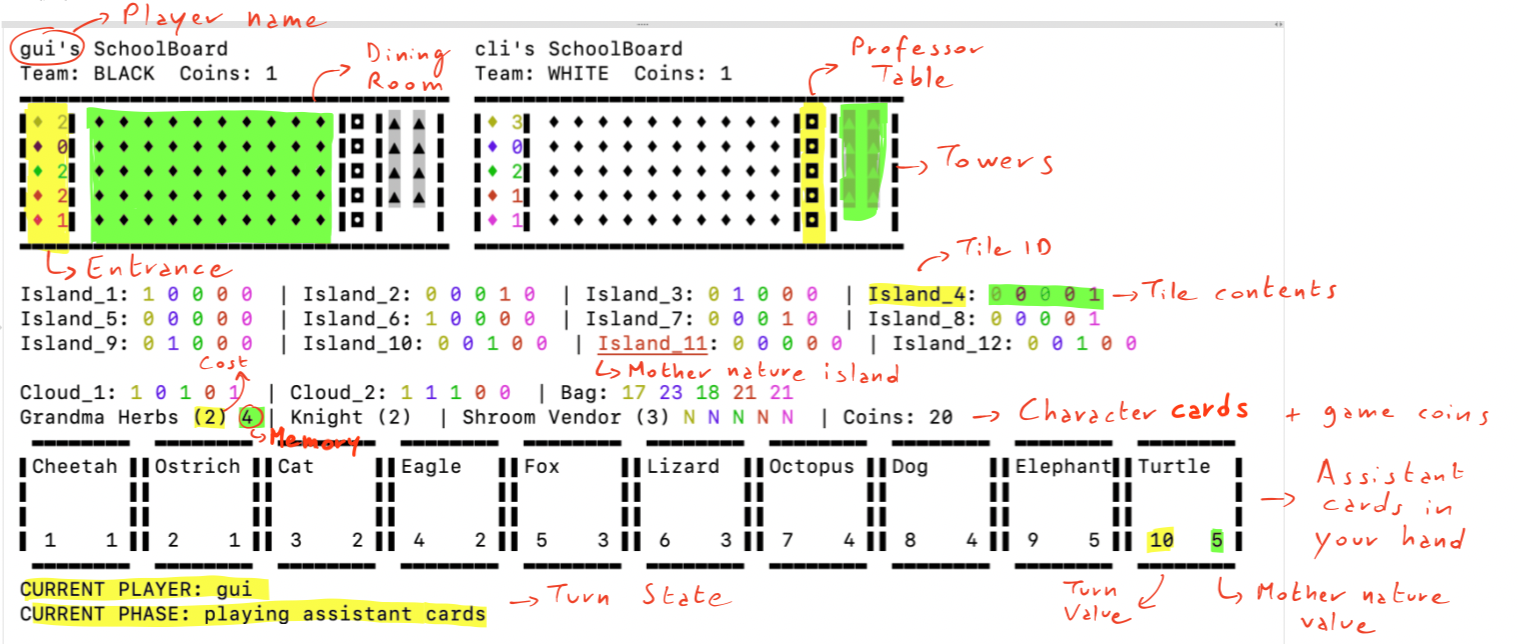 Player name
gui's SchoolBoard
cli's SchoolBoard
Team: BLACK Coins: 1
Team: WHITE Coins: 1
Dining Room
Professor Table
♦ 2
♦ 0
♦ 2
♦ 2
♦ 1
♦ 3
♦ 0
♦ 2
♦ 1
♦ 1
Towers
Entrance
Tile ID
Island_1: 1 0 0 0 0 | Island_2: 0 0 0 1 0 | Island_3: 0 1 0 0 0 | Island_4: 0 0 0 0 1
Tile contents
Island_5: 0 0 0 0 0 | Island_6: 1 0 0 0 0 | Island_7: 0 0 0 1 0 | Island_8: 0 0 0 0 1
Island_9: 0 1 0 0 0 | Island_10: 0 0 1 0 0 | Island_11: 0 0 0 0 0 | Island_12: 0 0 1 0 0
Cost
Mother nature island
Cloud_1: 1 0 1 0 1 | Cloud_2: 1 1 1 0 0 | Bag: 17 23 18 21 21
Grandma Herbs (2) 4 | Knight (2) | Shroom Vendor (3) N N N N N | Coins: 20
Character cards + game coins
Memory
Cheetah Ostrich Cat Eagle Fox Lizard Octopus Dog Elephant Turtle
1 1 2 1 3 2 4 2 5 3 6 3 7 4 8 4 9 5 10 5
Assistant cards in your hand
CURRENT PLAYER: gui
CURRENT PHASE: playing assistant cards
Turn State
Turn Value
Mother nature value